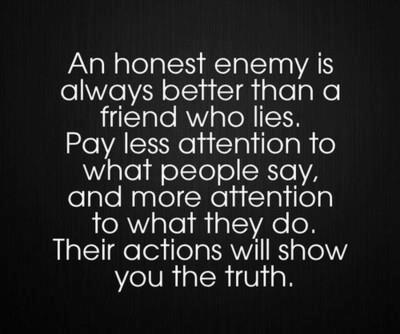 An honest enemy is
always better than a
friend who lies.
Pay less attention to
what people say,
and more attention
to what they do.
Their actions will show
you the truth.